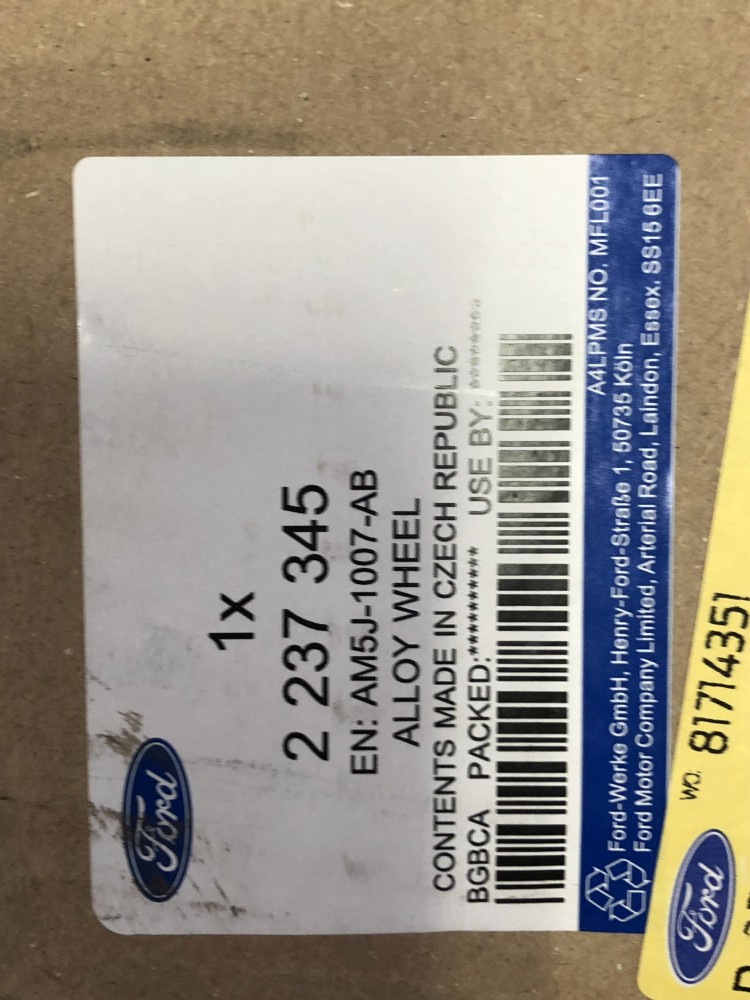 Ford
1x
2 237 345
EN: AM5J-1007-AB
ALLOY WHEEL
CONTENTS MADE IN CZECH REPUBLIC
BGBCA PACKED:********** USE BY: **********
A4LPMS NO. MFL001
Ford-Werke GmbH, Henry-Ford-Straße 1, 50735 Köln
Ford Motor Company Limited, Arterial Road, Laindon, Essex, SS15 6EE
Ford
WO: 81714351